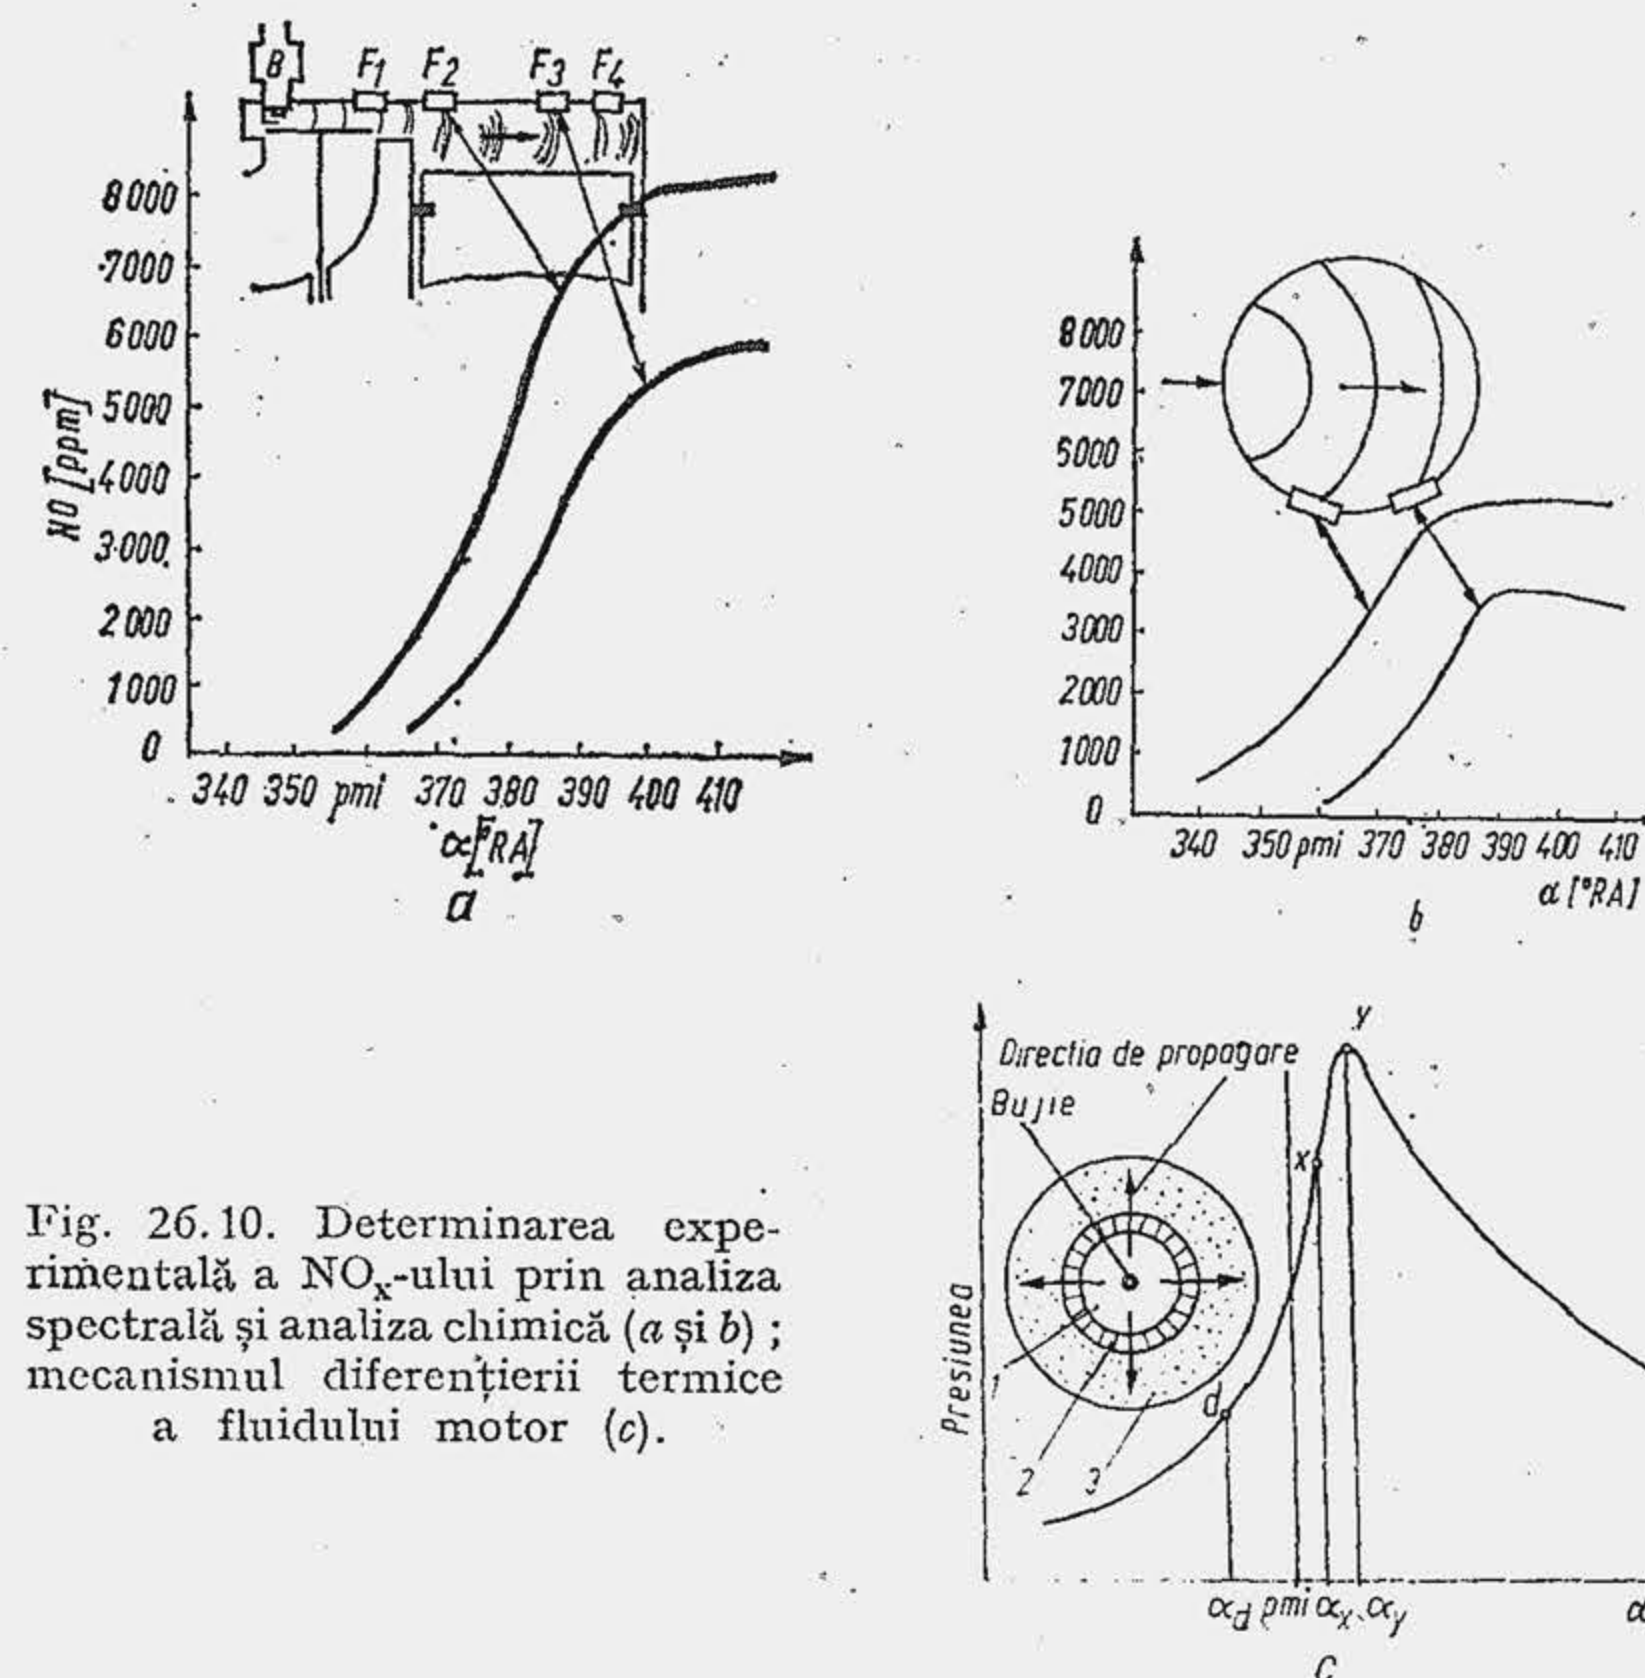 B F1 F2 F3 F4
8000
7000
6000
5000
4000
3000
2000
1000
0
NO [ppm]
340 350 pmi 370 380 390 400 410
α[°RA]
a
8000
7000
6000
5000
4000
3000
2000
1000
0
340 350 pmi 370 380 390 400 410
α [°RA]
b
Fig. 26.10. Determinarea expe-
rimentală a NOx-ului prin analiza
spectrală și analiza chimică (a și b) ;
mecanismul diferențierii termice
a fluidului motor (c).
y
Directia de propagare
Bujie
x
Presiunea
1
d
2 3
αd pmi αx αy α
c